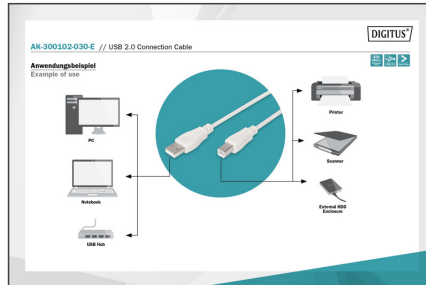 DIGITUS®
AK-300102-030-E // USB 2.0 Connection Cable
Anwendungsbeispiel
Example of use
PC
Notebook
USB Hub
Printer
Scanner
External HDD
Enclosure